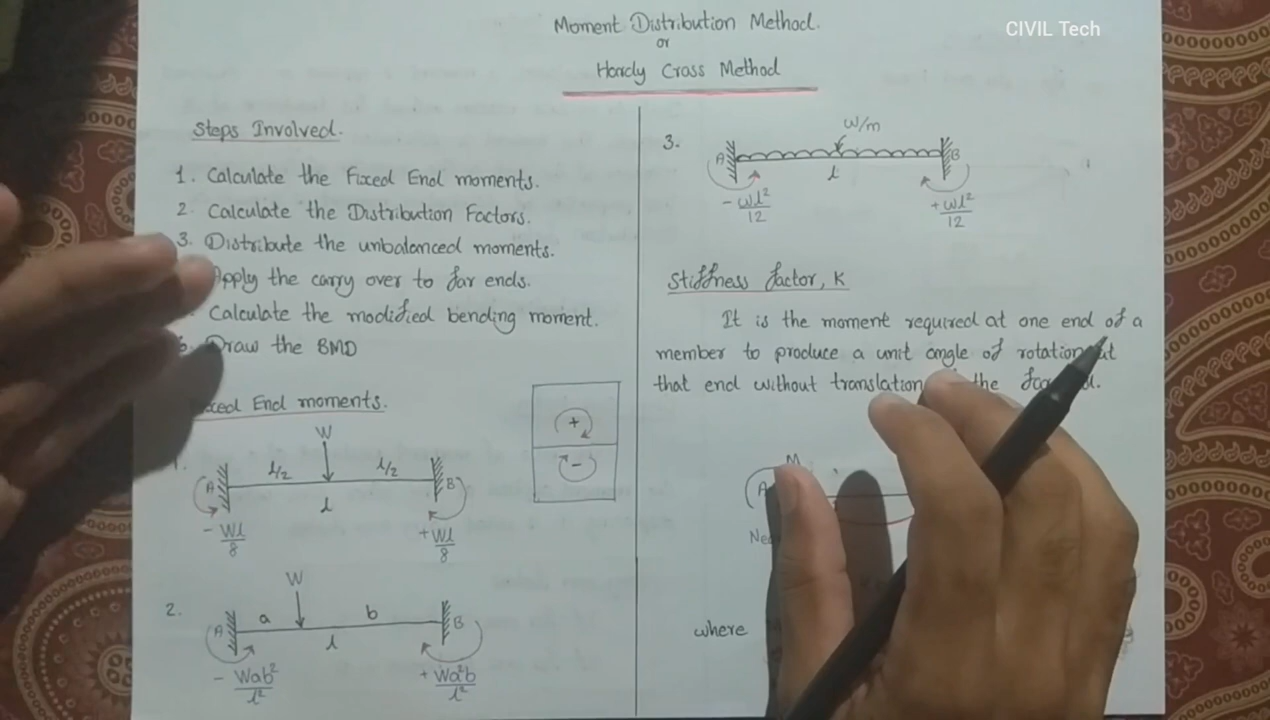 CIVIL Tech
Moment Distribution Method.
or
Hardy Cross Method
Steps Involved.
1. Calculate the Fixed End moments.
2. Calculate the Distribution Factors.
3. Distribute the unbalanced moments.
Apply the carry over to far ends.
Calculate the modified bending moment.
6. Draw the BMD
Fixed End moments.
+
-
1.
W
l/2 l/2
A B
l
- Wl/8 + Wl/8
2.
W
a b
A B
l
- Wab²/l² + Wa²b/l²
3.
W/m
A B
l
- Wl²/12 + Wl²/12
Stiffness factor, K
It is the moment required at one end of a
member to produce a unit angle of rotation at
that end without translation the
M
A
where